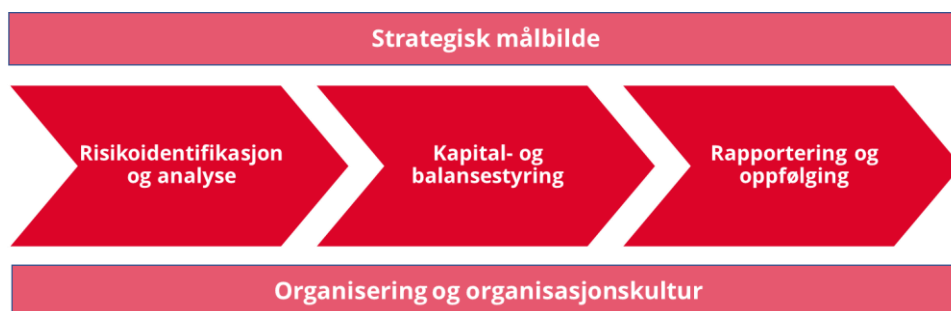 Strategisk målbilde
Risikoidentifikasjon
og analyse
Kapital- og
balansestyring
Rapportering og
oppfølging
Organisering og organisasjonskultur